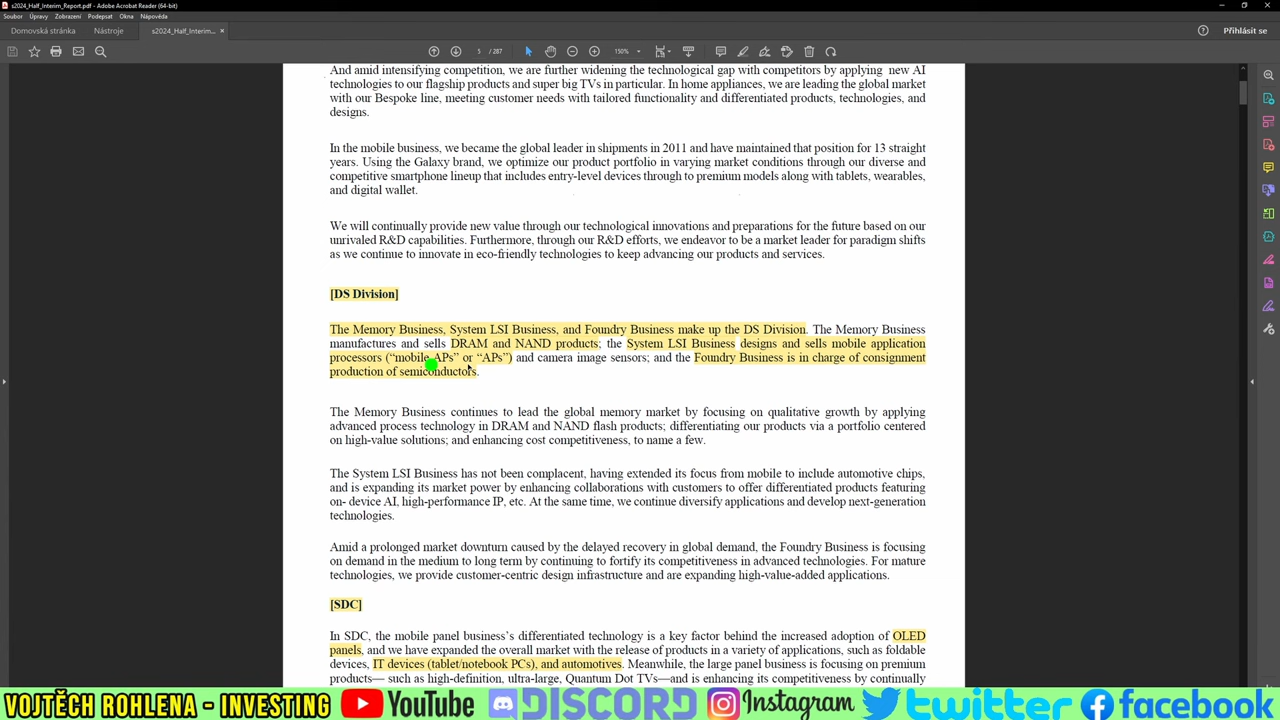 s2024_Half_Interim_Report.pdf - Adobe Acrobat Reader (64-bit)
Soubor Úpravy Zobrazit Podepsat Okna Nápověda
Domovská stránka Nástroje s2024_Half_Interim... × Přihlásit se
5 / 287 150%
And amid intensifying competition, we are further widening the technological gap with competitors by applying new AI
technologies to our flagship products and super big TVs in particular. In home appliances, we are leading the global market
with our Bespoke line, meeting customer needs with tailored functionality and differentiated products, technologies, and
designs.
In the mobile business, we became the global leader in shipments in 2011 and have maintained that position for 13 straight
years. Using the Galaxy brand, we optimize our product portfolio in varying market conditions through our diverse and
competitive smartphone lineup that includes entry-level devices through to premium models along with tablets, wearables,
and digital wallet.
We will continually provide new value through our technological innovations and preparations for the future based on our
unrivaled R&D capabilities. Furthermore, through our R&D efforts, we endeavor to be a market leader for paradigm shifts
as we continue to innovate in eco-friendly technologies to keep advancing our products and services.
[DS Division]
The Memory Business, System LSI Business, and Foundry Business make up the DS Division. The Memory Business
manufactures and sells DRAM and NAND products; the System LSI Business designs and sells mobile application
processors (“mobile APs” or “APs”) and camera image sensors; and the Foundry Business is in charge of consignment
production of semiconductors.
The Memory Business continues to lead the global memory market by focusing on qualitative growth by applying
advanced process technology in DRAM and NAND flash products; differentiating our products via a portfolio centered
on high-value solutions; and enhancing cost competitiveness, to name a few.
The System LSI Business has not been complacent, having extended its focus from mobile to include automotive chips,
and is expanding its market power by enhancing collaborations with customers to offer differentiated products featuring
on- device AI, high-performance IP, etc. At the same time, we continue diversify applications and develop next-generation
technologies.
Amid a prolonged market downturn caused by the delayed recovery in global demand, the Foundry Business is focusing
on demand in the medium to long term by continuing to fortify its competitiveness in advanced technologies. For mature
technologies, we provide customer-centric design infrastructure and are expanding high-value-added applications.
[SDC]
In SDC, the mobile panel business’s differentiated technology is a key factor behind the increased adoption of OLED
panels, and we have expanded the overall market with the release of products in a variety of applications, such as foldable
devices, IT devices (tablet/notebook PCs), and automotives. Meanwhile, the large panel business is focusing on premium
products— such as high-definition, ultra-large, Quantum Dot TVs—and is enhancing its competitiveness by continually
VOJTĚCH ROHLENA - INVESTING YouTube DISCORD Instagram twitter facebook